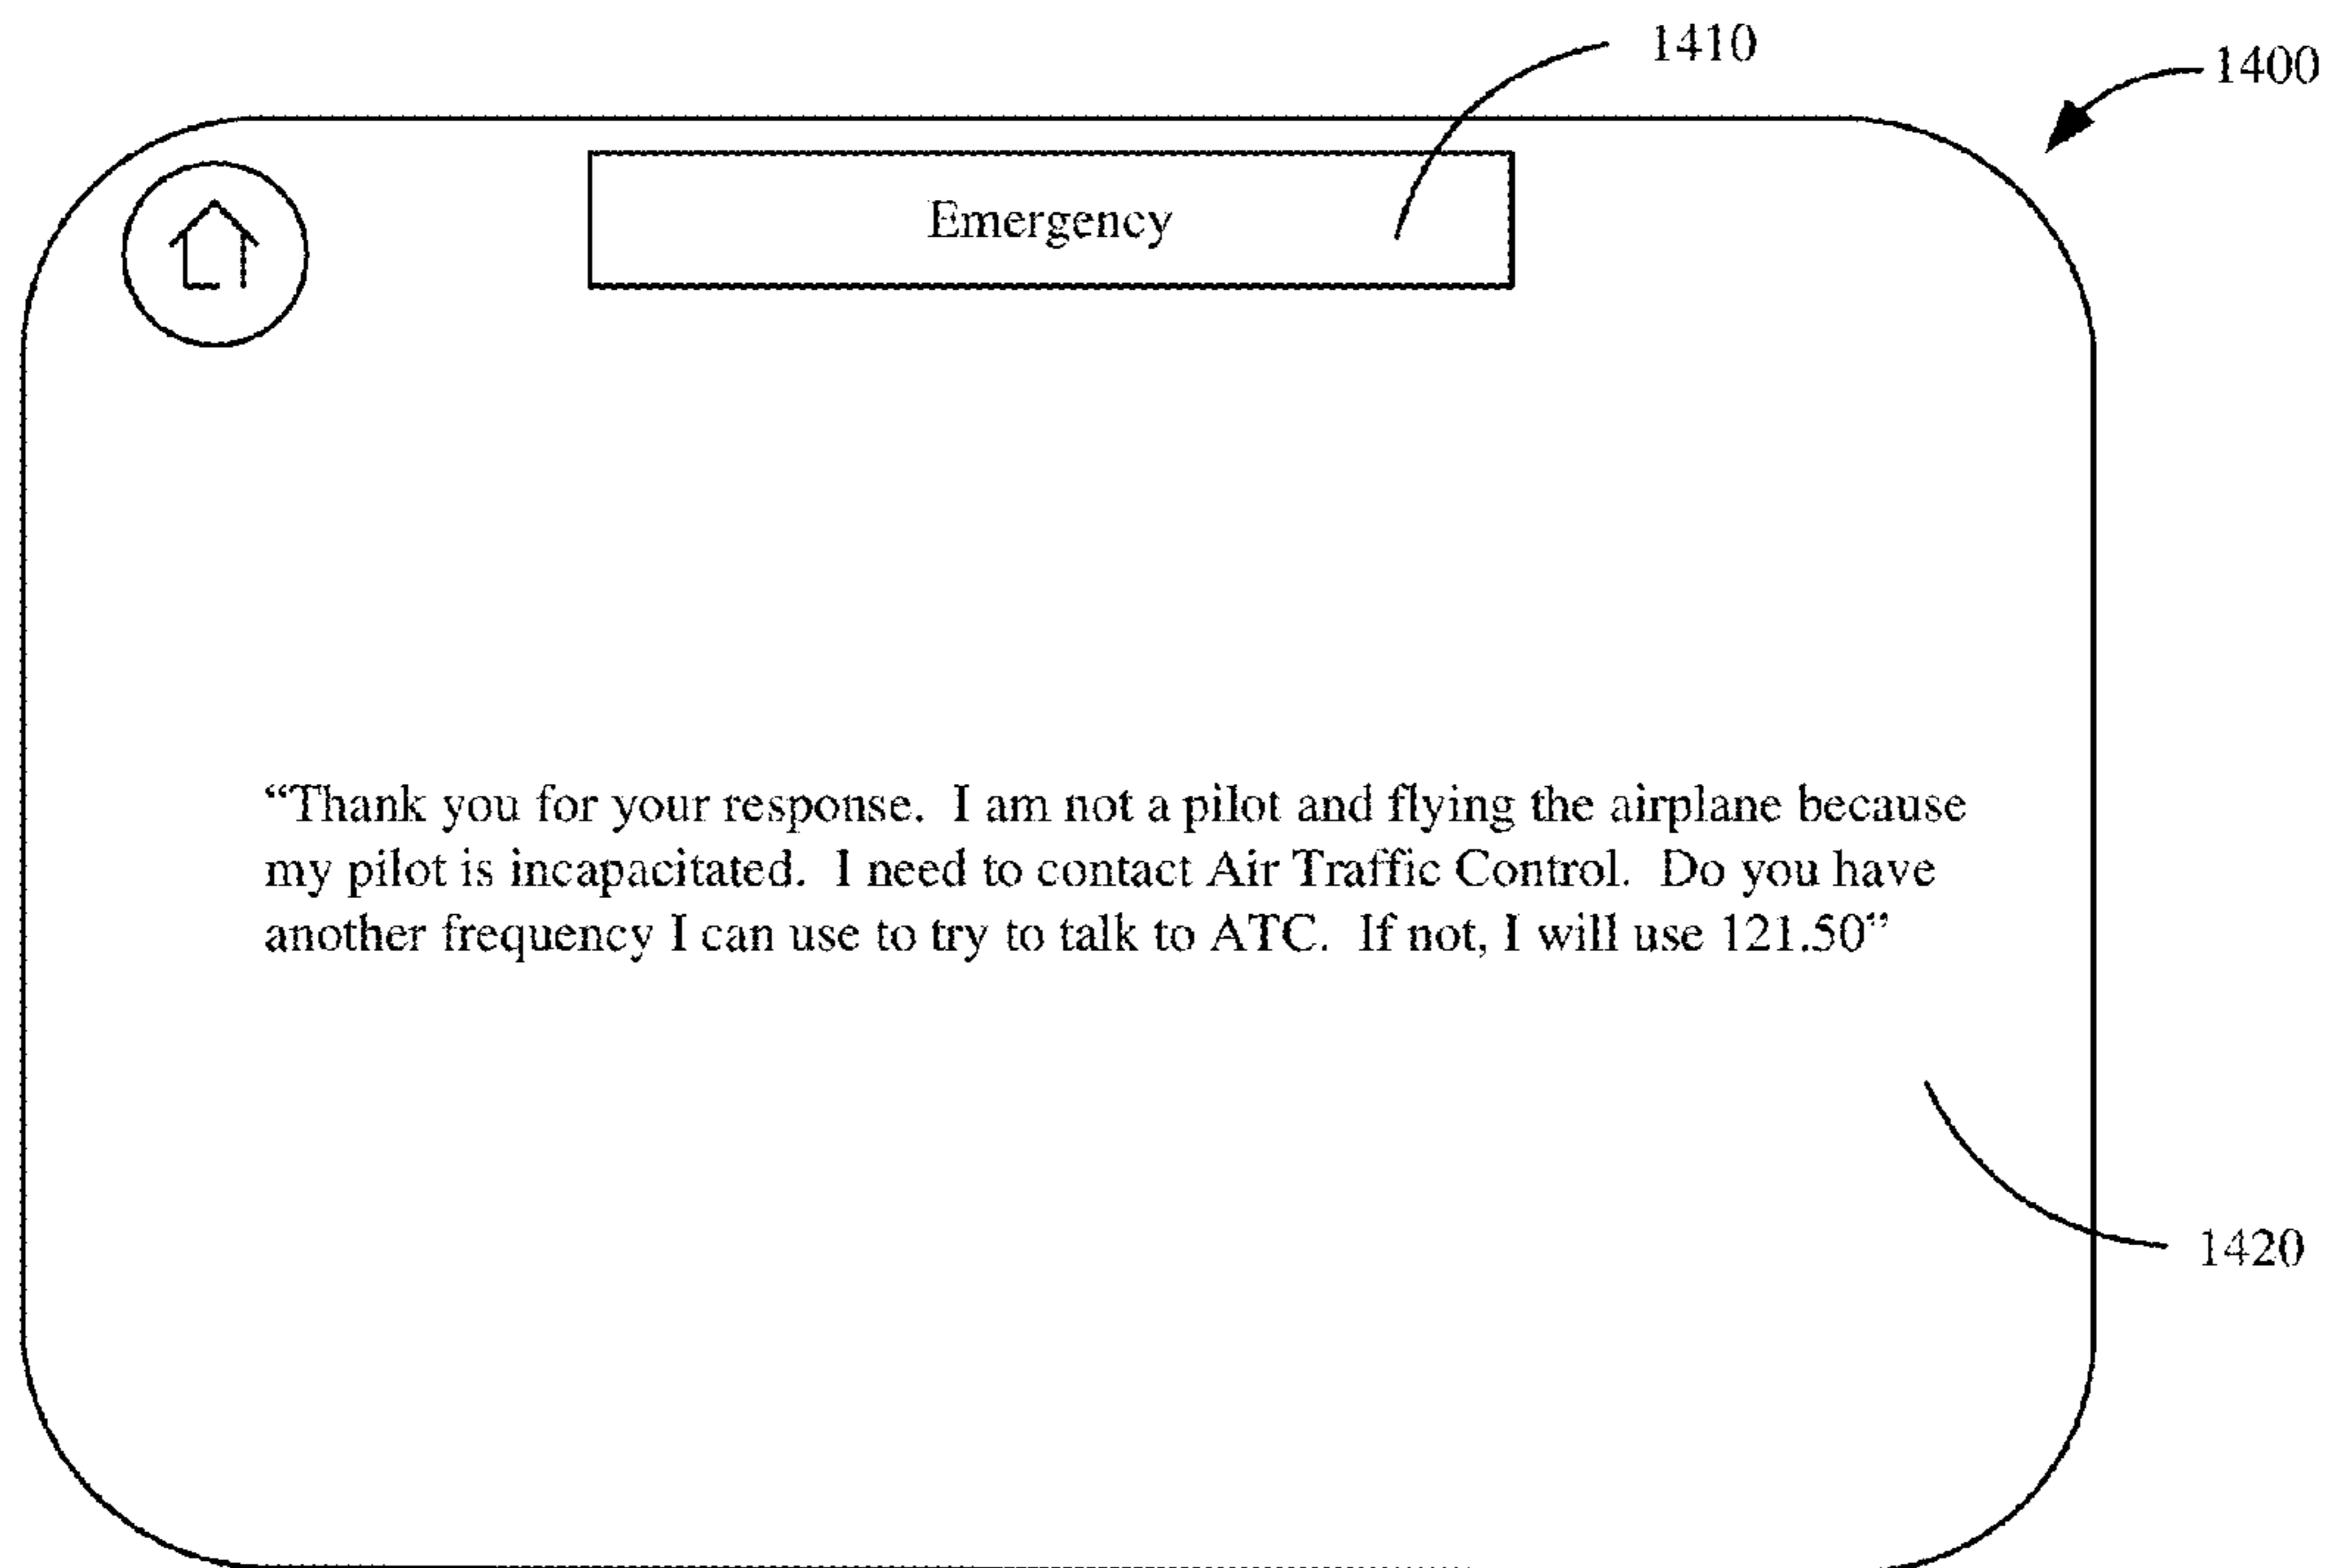 1410
1400
Emergency
“Thank you for your response.  I am not a pilot and flying the airplane because
my pilot is incapacitated.  I need to contact Air Traffic Control.  Do you have
another frequency I can use to try to talk to ATC.  If not, I will use 121.50”
1420